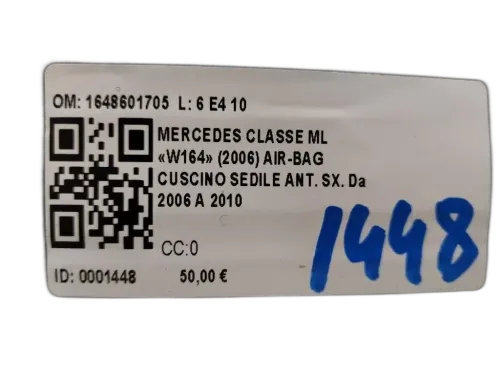 OM: 1648601705 L: 6 E4 10
MERCEDES CLASSE ML
«W164» (2006) AIR-BAG
CUSCINO SEDILE ANT. SX. Da
2006 A 2010
CC:0
ID: 0001448 50,00 €
1448